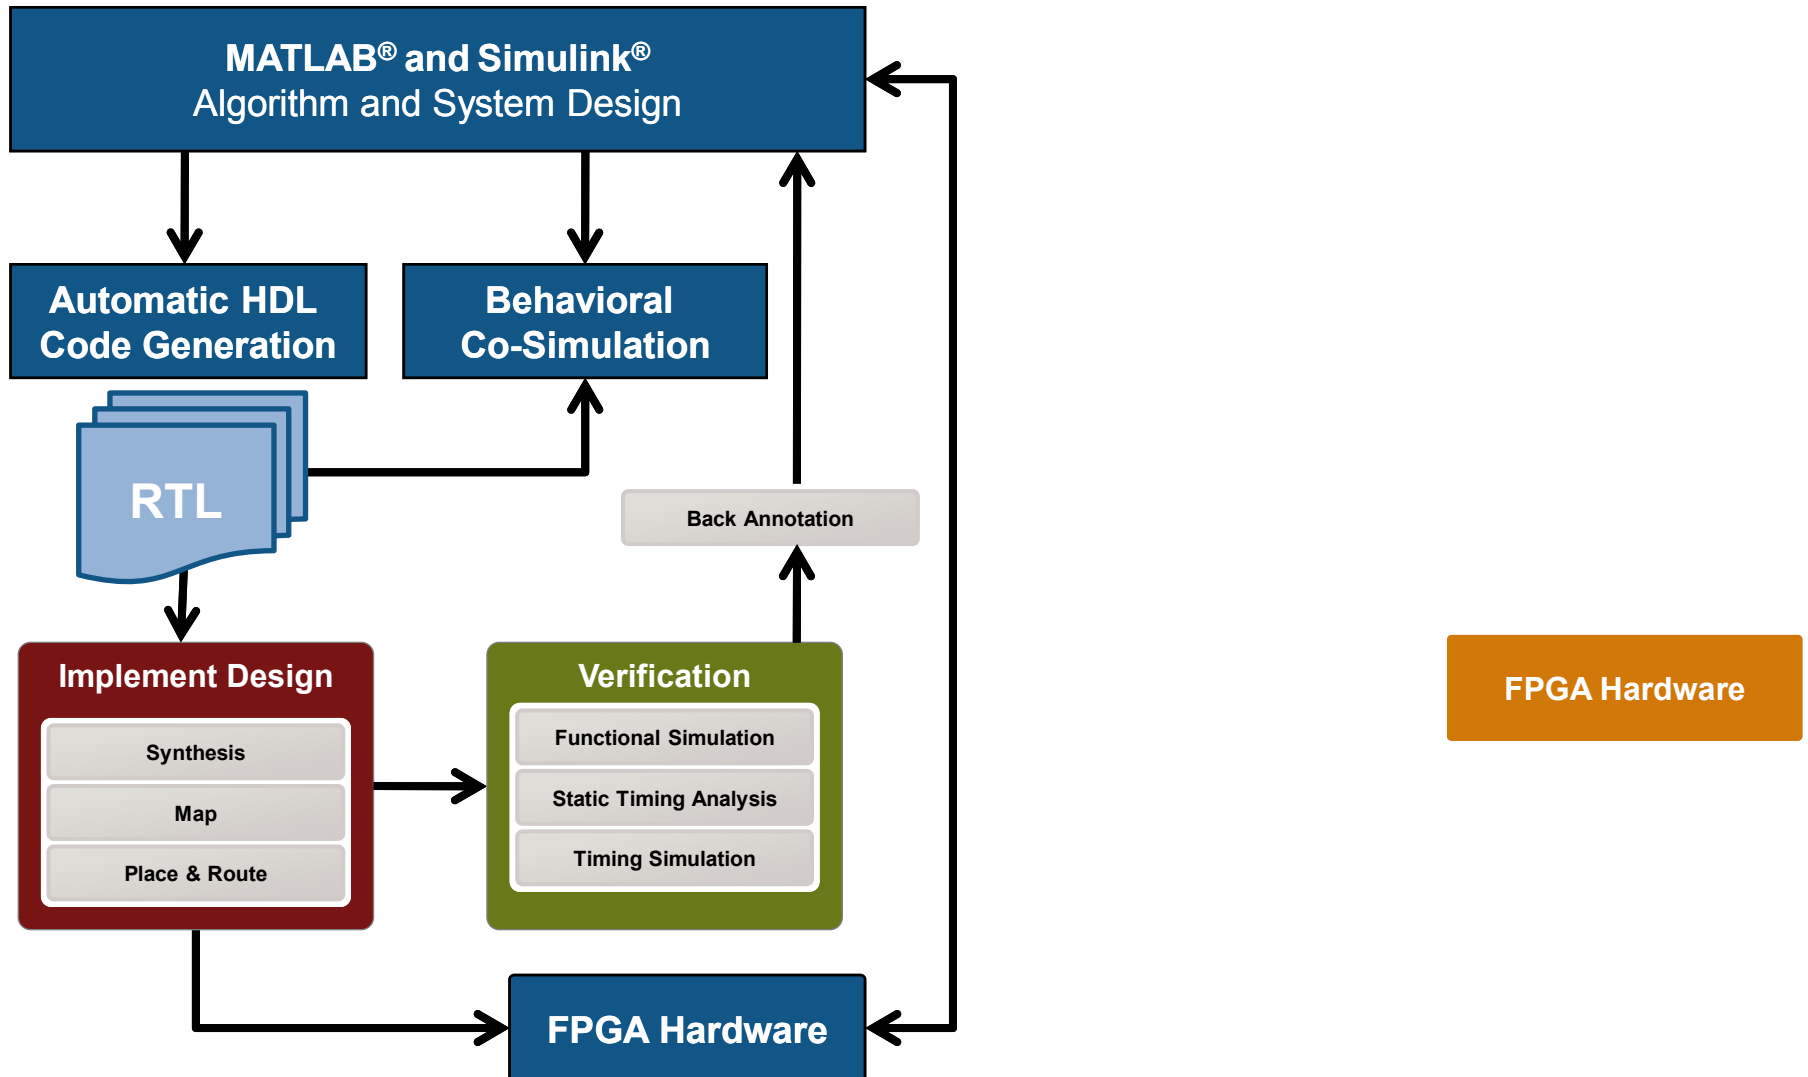 MATLAB® and Simulink®
Algorithm and System Design
Automatic HDL
Code Generation
Behavioral
Co-Simulation
RTL
Back Annotation
Implement Design
Synthesis
Map
Place & Route
Verification
Functional Simulation
Static Timing Analysis
Timing Simulation
FPGA Hardware
FPGA Hardware